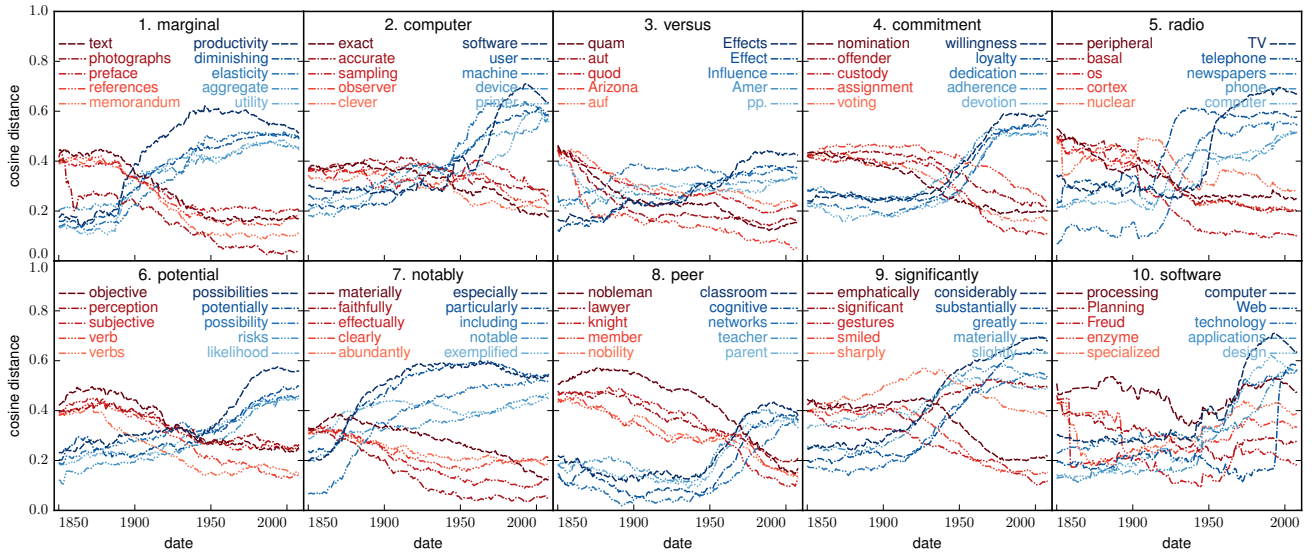 1. marginal
text productivity
photographs diminishing
preface elasticity
references aggregate
memorandum utility
2. computer
exact software
accurate user
sampling machine
observer device
clever printer
3. versus
quam Effects
aut Effect
quod Influence
Arizona Amer
auf pp.
4. commitment
nomination willingness
offender loyalty
custody dedication
assignment adherence
voting devotion
5. radio
peripheral TV
basal telephone
os newspapers
cortex phone
nuclear computer
cosine distance
1.0
0.8
0.6
0.4
0.2
0.0
6. potential
objective possibilities
perception potentially
subjective possibility
verb risks
verbs likelihood
7. notably
materially especially
faithfully particularly
effectually including
clearly notable
abundantly exemplified
8. peer
nobleman classroom
lawyer cognitive
knight networks
member teacher
nobility parent
9. significantly
emphatically considerably
significant substantially
gestures greatly
smiled materially
sharply slightly
10. software
processing computer
Planning Web
Freud technology
enzyme applications
specialized design
cosine distance
1.0
0.8
0.6
0.4
0.2
0.0
1850 1900 1950 2000
1850 1900 1950 2000
1850 1900 1950 2000
1850 1900 1950 2000
1850 1900 1950 2000
date date date date date